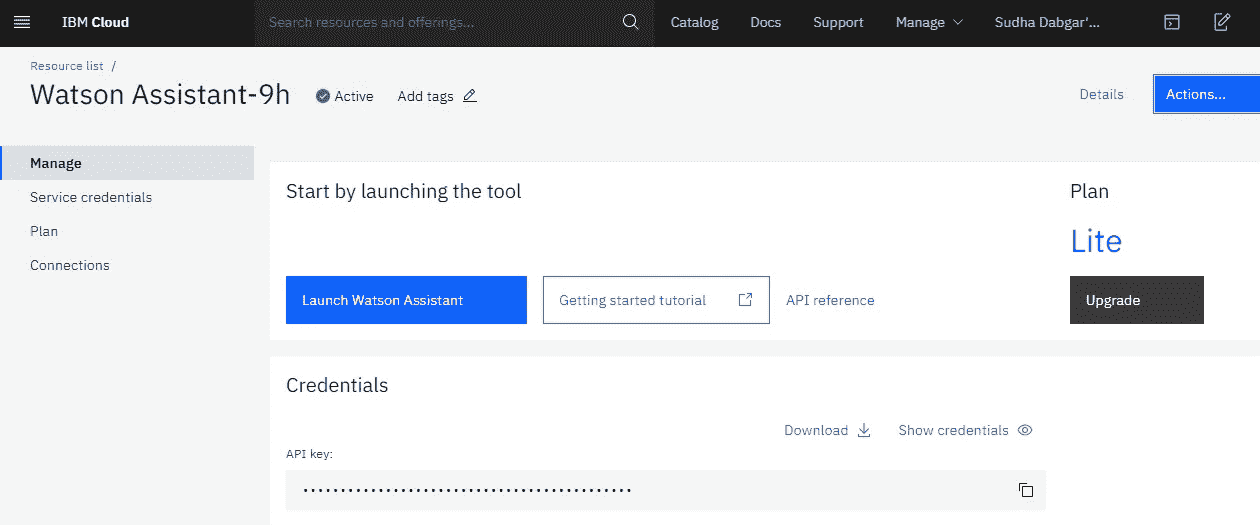 IBM Cloud Search resources and offerings... Catalog Docs Support Manage Sudha Dabgar'...
Resource list /
Watson Assistant-9h Active Add tags Details Actions...
Manage
Service credentials
Plan
Connections
Start by launching the tool
Launch Watson Assistant Getting started tutorial API reference
Plan
Lite
Upgrade
Credentials
Download Show credentials
API key: